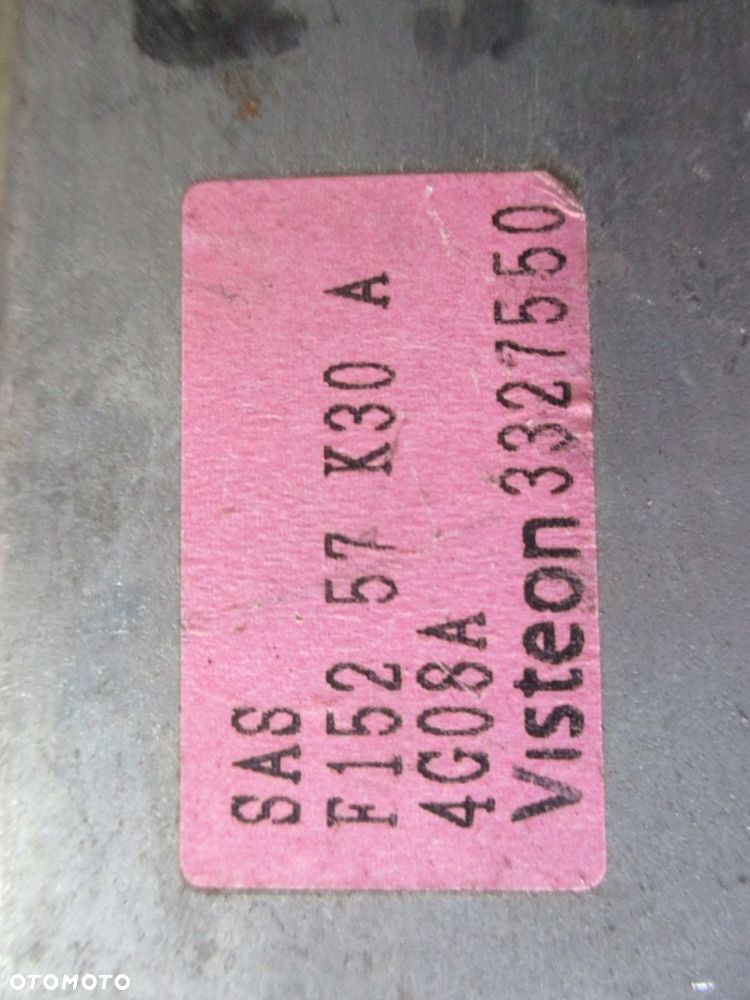 SAS
F152 57 K30 A
4G08A
Visteon 3327550
OTOMOTO